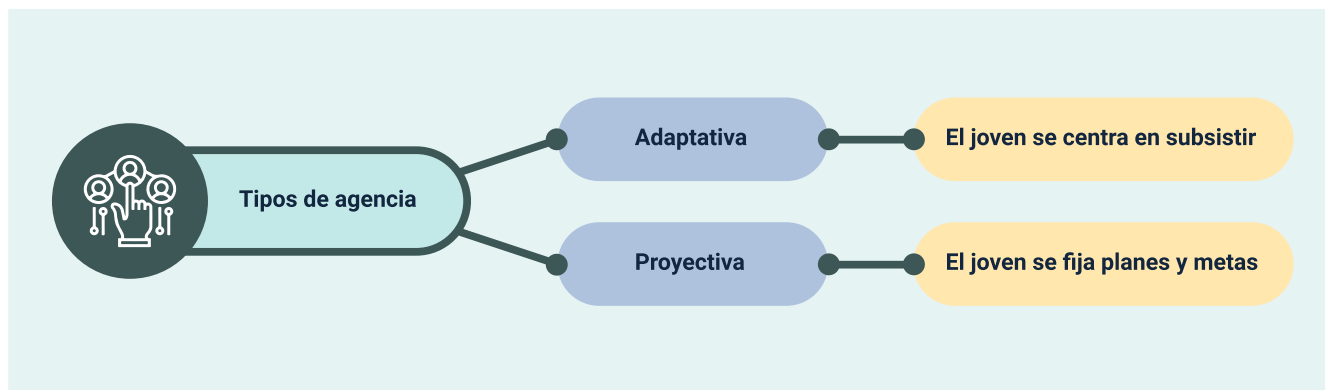 Tipos de agencia
Adaptativa
El joven se centra en subsistir
Proyectiva
El joven se fija planes y metas